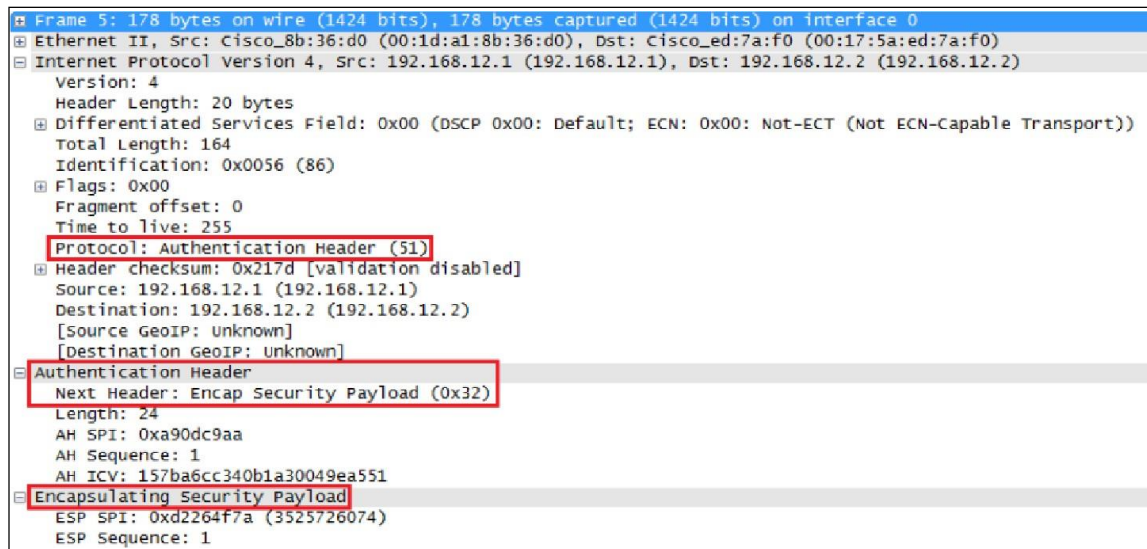 Frame 5: 178 bytes on wire (1424 bits), 178 bytes captured (1424 bits) on interface 0
Ethernet II, Src: Cisco_8b:36:d0 (00:1d:a1:8b:36:d0), Dst: Cisco_ed:7a:f0 (00:17:5a:ed:7a:f0)
Internet Protocol Version 4, Src: 192.168.12.1 (192.168.12.1), Dst: 192.168.12.2 (192.168.12.2)
Version: 4
Header Length: 20 bytes
Differentiated Services Field: 0x00 (DSCP 0x00: Default; ECN: 0x00: Not-ECT (Not ECN-Capable Transport))
Total Length: 164
Identification: 0x0056 (86)
Flags: 0x00
Fragment offset: 0
Time to live: 255
Protocol: Authentication Header (51)
Header checksum: 0x217d [validation disabled]
Source: 192.168.12.1 (192.168.12.1)
Destination: 192.168.12.2 (192.168.12.2)
[Source GeoIP: Unknown]
[Destination GeoIP: Unknown]
Authentication Header
Next Header: Encap Security Payload (0x32)
Length: 24
AH SPI: 0xa90dc9aa
AH Sequence: 1
AH ICV: 157ba6cc340b1a30049ea551
Encapsulating Security Payload
ESP SPI: 0xd2264f7a (3525726074)
ESP Sequence: 1